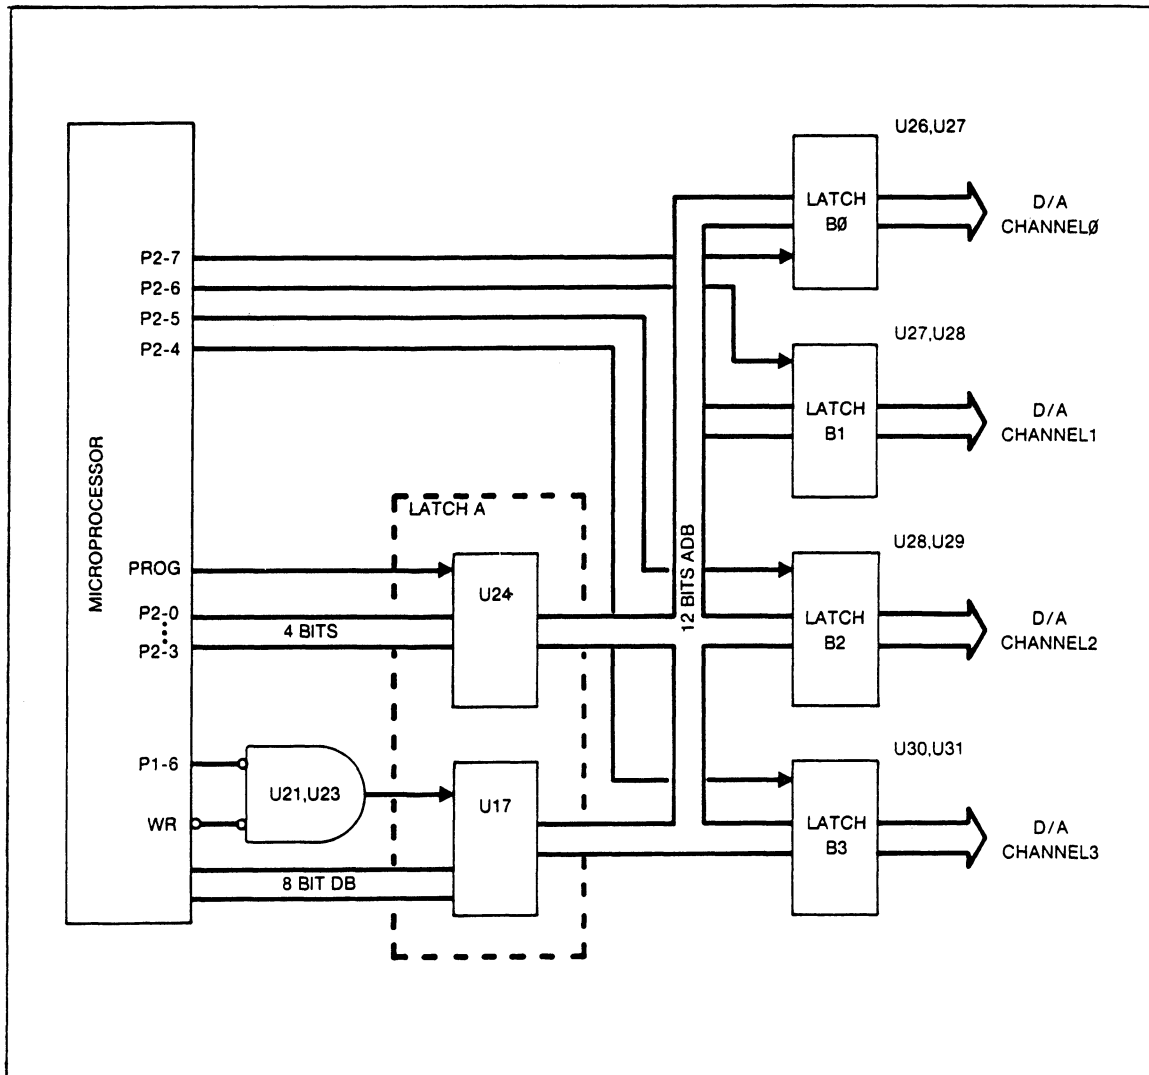 U26,U27
LATCH
BØ
D/A
CHANNELØ
P2-7
P2-6
P2-5
P2-4
U27,U28
LATCH
B1
D/A
CHANNEL1
MICROPROCESSOR
LATCH A
12 BITS ADB
U28,U29
PROG
U24
LATCH
B2
D/A
CHANNEL2
P2-0
4 BITS
P2-3
U30,U31
P1-6
U21,U23
U17
WR
LATCH
B3
D/A
CHANNEL3
8 BIT DB